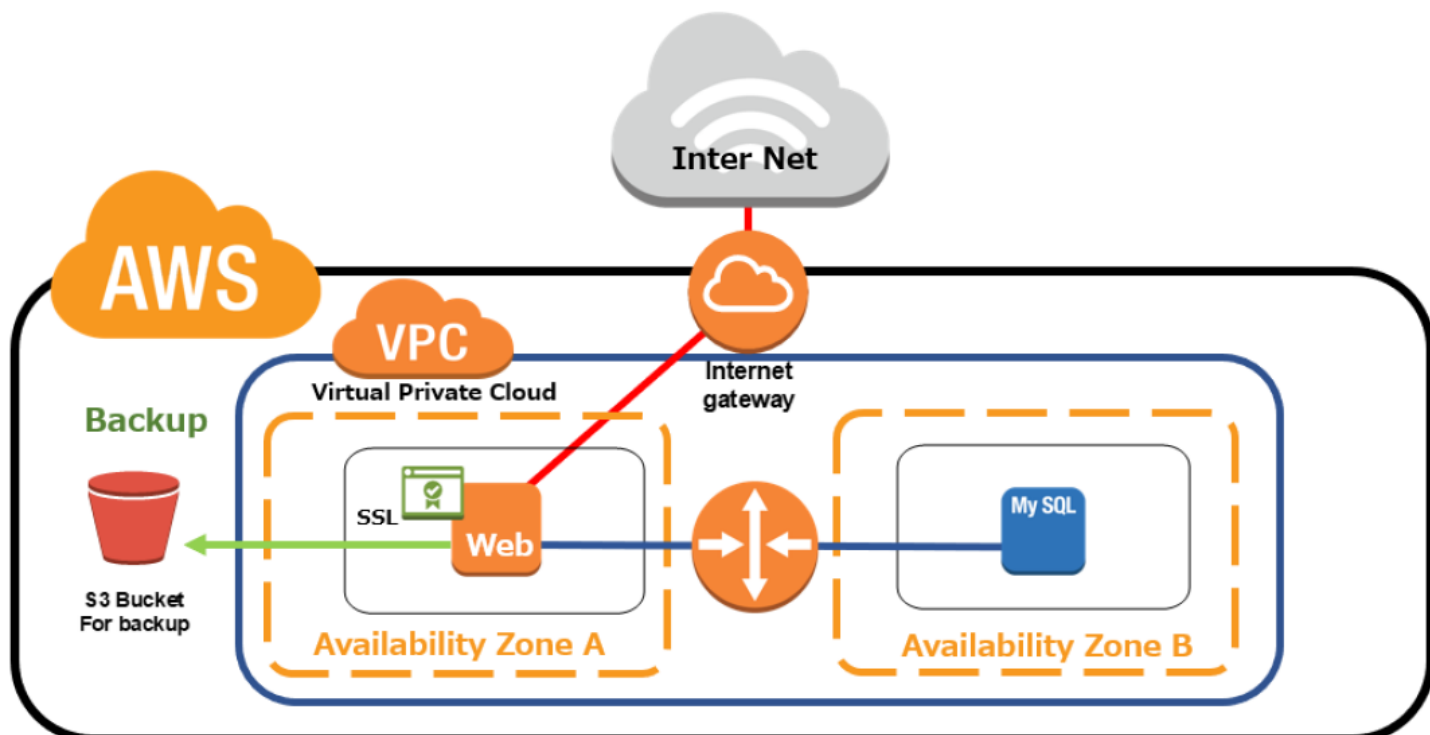 Inter Net
AWS
VPC
Virtual Private Cloud
Internet
gateway
Backup
SSL
Web
My SQL
S3 Bucket
For backup
Availability Zone A
Availability Zone B